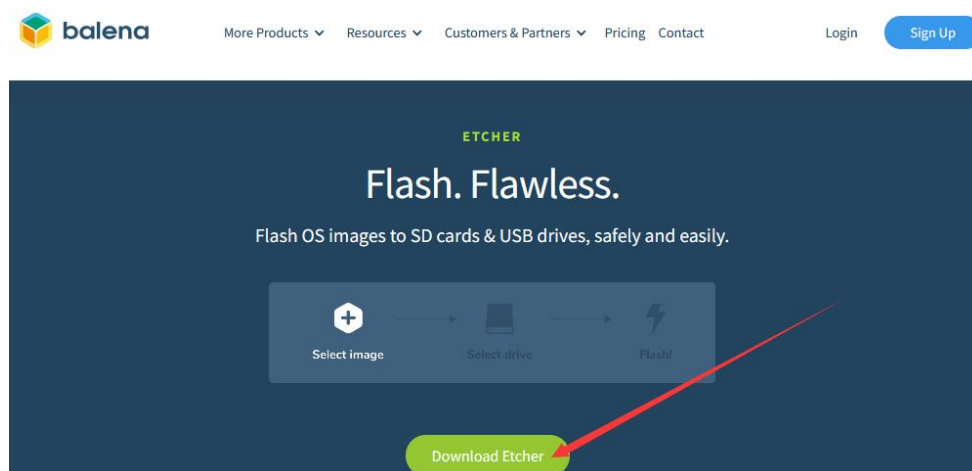 balena
More Products Resources Customers & Partners Pricing Contact Login Sign Up
ETCHER
Flash. Flawless.
Flash OS images to SD cards & USB drives, safely and easily.
Select image Select drive Flash!
Download Etcher